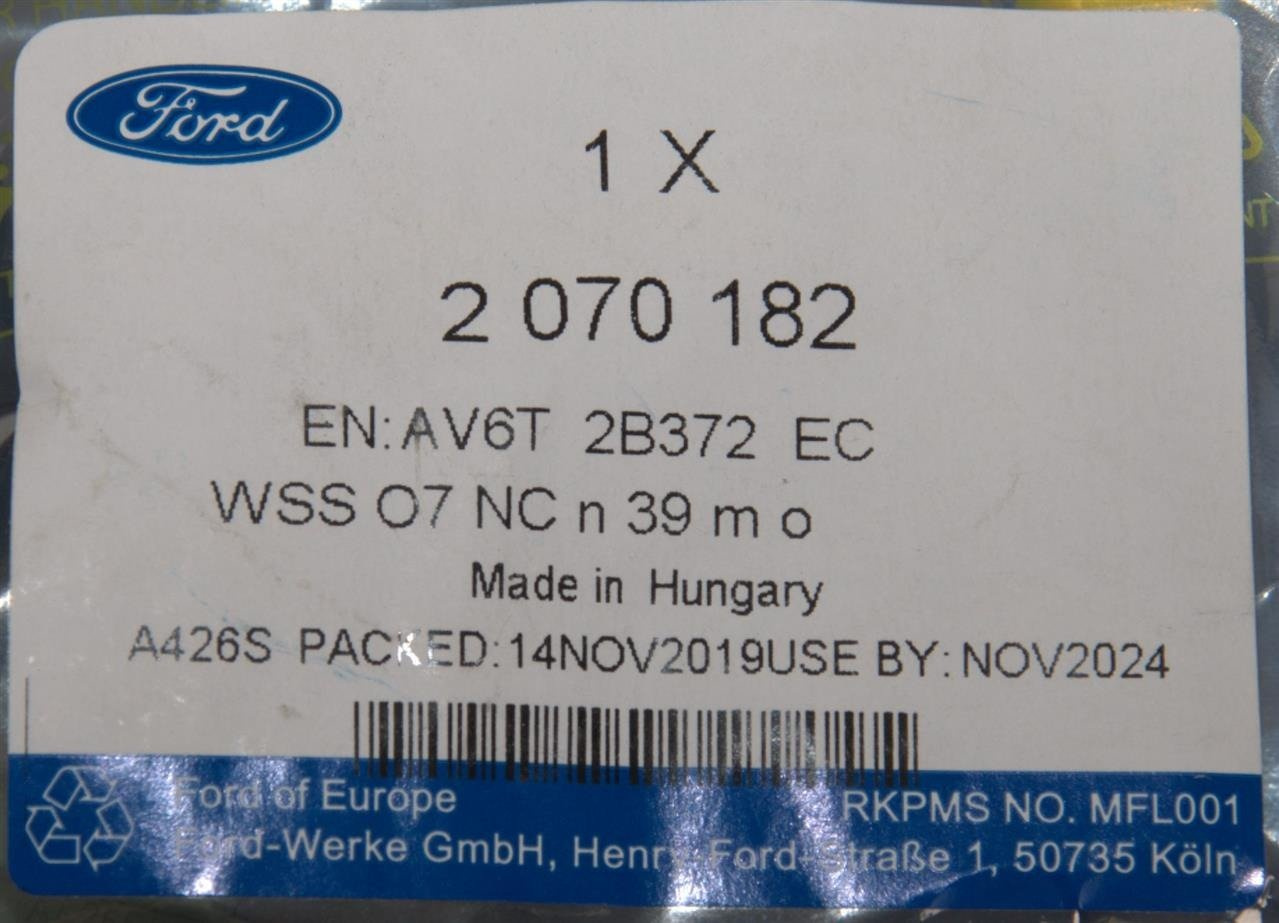 Ford
1 X
2 070 182
EN: AV6T 2B372 EC
WSS O7 NC n 39 m o
Made in Hungary
A426S PACKED:14NOV2019USE BY: NOV2024
Ford of Europe RKPMS NO. MFL001
Ford-Werke GmbH, Henry-Ford-Straße 1, 50735 Köln